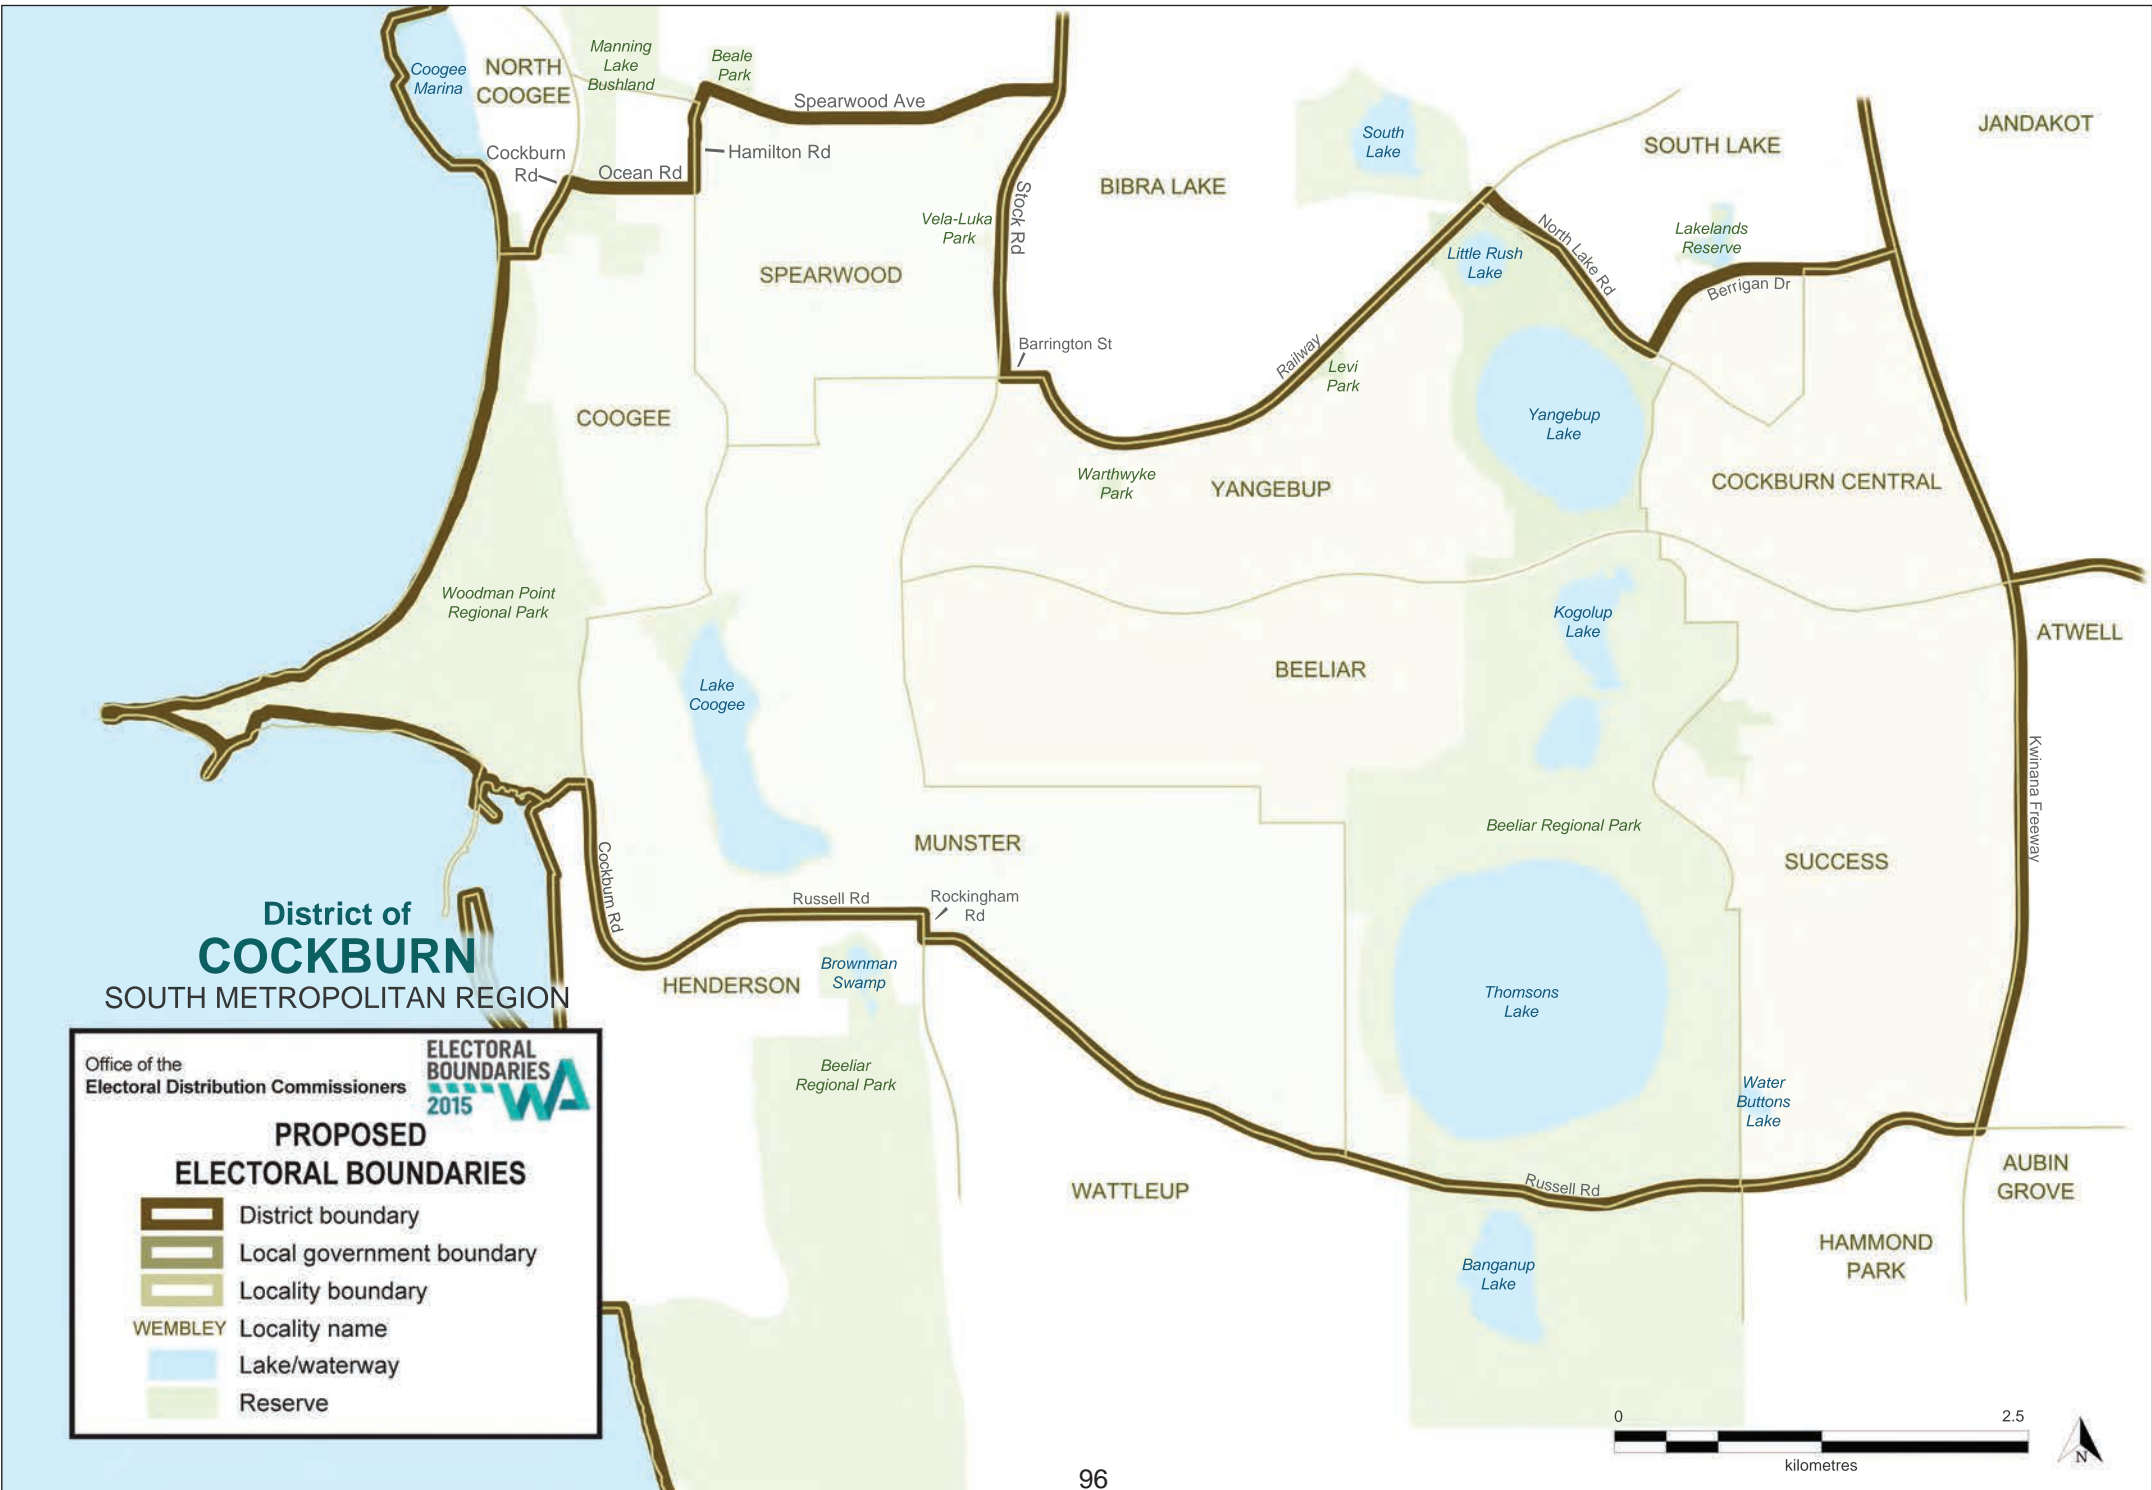 Coogee
Marina
NORTH
COOGEE
Manning
Lake
Bushland
Beale
Park
Spearwood Ave
Cockburn
Rd
Ocean Rd
Hamilton Rd
Stock Rd
Vela-Luka
Park
SPEARWOOD
BIBRA LAKE
South
Lake
SOUTH LAKE
JANDAKOT
Lakelands
Reserve
North Lake Rd
Berrigan Dr
Little Rush
Lake
Barrington St
Railway
Levi
Park
COOGEE
Yangebup
Lake
Warthwyke
Park
YANGEBUP
COCKBURN CENTRAL
Woodman Point
Regional Park
Kogolup
Lake
ATWELL
BEELIAR
Lake
Coogee
Kwinana Freeway
Beeliar Regional Park
MUNSTER
SUCCESS
Cockburn Rd
Russell Rd
Rockingham
Rd
District of
COCKBURN
SOUTH METROPOLITAN REGION
HENDERSON
Brownman
Swamp
Thomsons
Lake
Beeliar
Regional Park
Water
Buttons
Lake
WATTLEUP
Russell Rd
AUBIN
GROVE
HAMMOND
PARK
Banganup
Lake
Office of the
Electoral Distribution Commissioners
ELECTORAL
BOUNDARIES
2015 WA
PROPOSED
ELECTORAL BOUNDARIES
District boundary
Local government boundary
Locality boundary
WEMBLEY Locality name
Lake/waterway
Reserve
0 2.5
kilometres
N
96